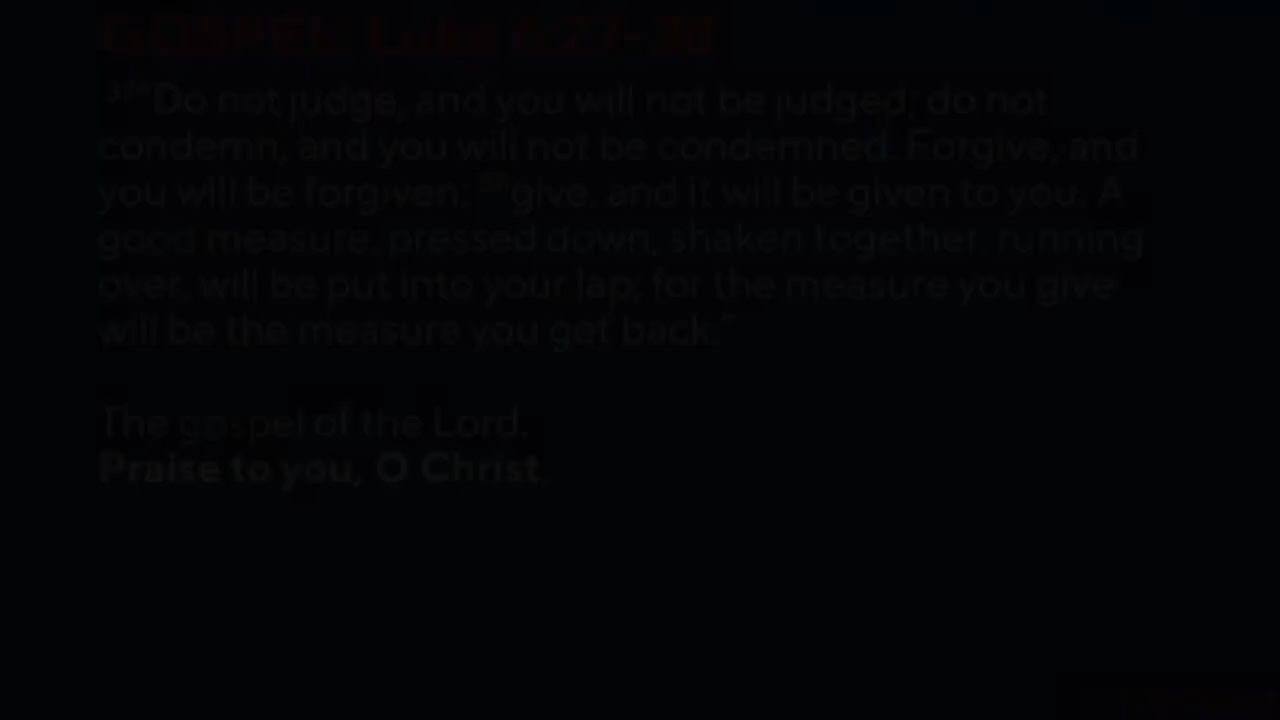 GOSPEL: Luke 6:27-38
37“Do not judge, and you will not be judged; do not
condemn, and you will not be condemned. Forgive, and
you will be forgiven; 38give, and it will be given to you. A
good measure, pressed down, shaken together, running
over, will be put into your lap; for the measure you give
will be the measure you get back.”
The gospel of the Lord.
Praise to you, O Christ.